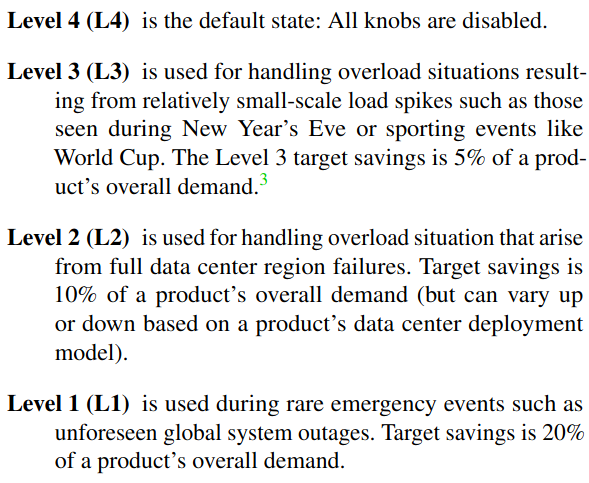 Level 4 (L4) is the default state: All knobs are disabled.
Level 3 (L3) is used for handling overload situations result-
ing from relatively small-scale load spikes such as those
seen during New Year's Eve or sporting events like
World Cup. The Level 3 target savings is 5% of a prod-
uct's overall demand.3
Level 2 (L2) is used for handling overload situation that arise
from full data center region failures. Target savings is
10% of a product's overall demand (but can vary up
or down based on a product's data center deployment
model).
Level 1 (L1) is used during rare emergency events such as
unforeseen global system outages. Target savings is 20%
of a product's overall demand.